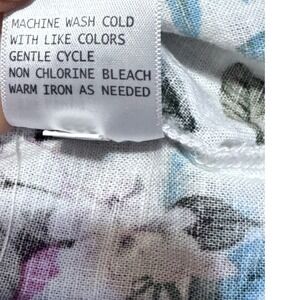 MACHINE WASH COLD
WITH LIKE COLORS
GENTLE CYCLE
NON CHLORINE BLEACH
WARM IRON AS NEEDED